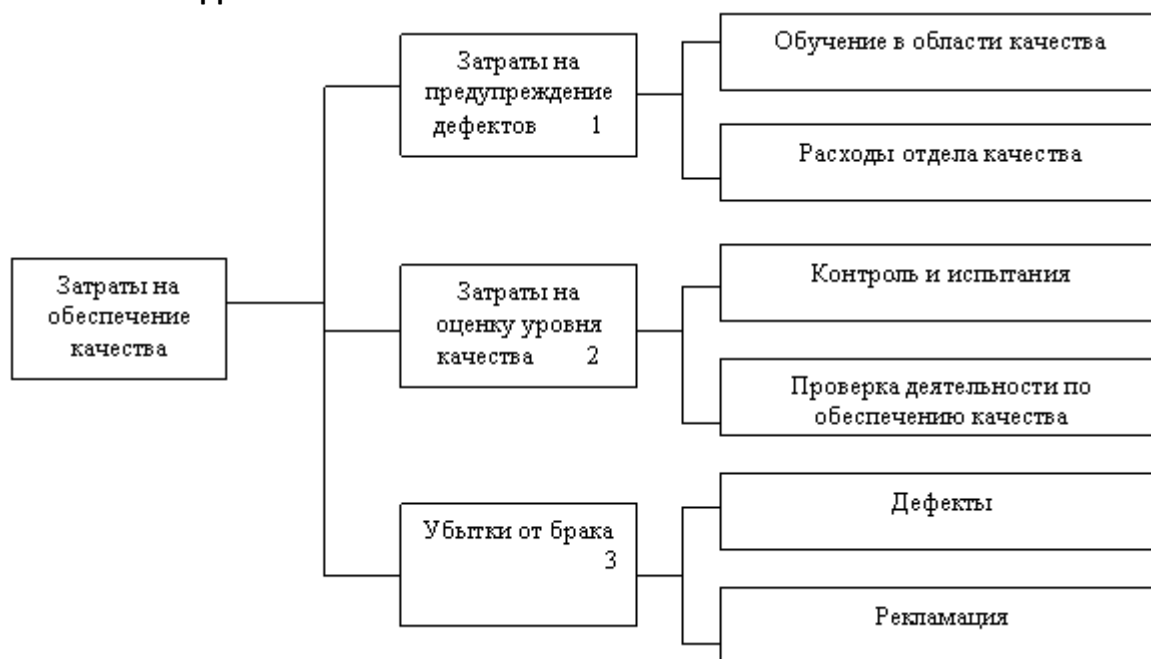 Затраты на
обеспечение
качества
Затраты на
предупреждение
дефектов 1
Обучение в области качества
Расходы отдела качества
Затраты на
оценку уровня
качества 2
Контроль и испытания
Проверка деятельности по
обеспечению качества
Убытки от брака
3
Дефекты
Рекламация